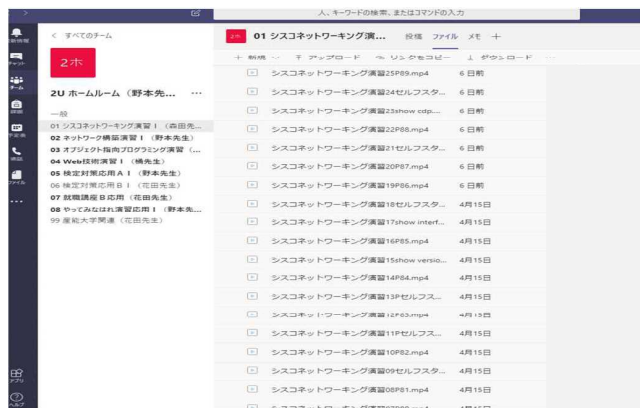 人、キーワードの検索、またはコマンドの入力
< すべてのチーム
2ホ
2U ホームルーム (野本先... …
一般
01 シスコネットワーキング演習Ⅰ (森田先...
02 ネットワーク構築演習Ⅰ (野本先生)
03 オブジェクト指向プログラミング演習 (...
04 Web技術演習Ⅰ (橋先生)
05 検定対策応用AⅠ (野本先生)
06 検定対策応用BⅠ (花田先生)
07 就職講座B応用 (花田先生)
08 やってみなはれ演習応用Ⅰ (野本先...
99 産能大学関連 (花田先生)
チャット
チーム
課題
通話
ファイル
アプリ
ヘルプ
2ホ 01 シスコネットワーキング演... 投稿 ファイル メモ +
+ 新規 アップロード リンクをコピー ダウンロード …
シスコネットワーキング演習25P89.mp4 6 日前
シスコネットワーキング演習24セルフスタ... 6 日前
シスコネットワーキング演習23show cdp.... 6 日前
シスコネットワーキング演習22P88.mp4 6 日前
シスコネットワーキング演習21セルフスタ... 6 日前
シスコネットワーキング演習20P87.mp4 6 日前
シスコネットワーキング演習19P86.mp4 6 日前
シスコネットワーキング演習18セルフスタ... 4月15日
シスコネットワーキング演習17show interf... 4月15日
シスコネットワーキング演習16P85.mp4 4月15日
シスコネットワーキング演習15show versio... 4月15日
シスコネットワーキング演習14P84.mp4 4月15日
シスコネットワーキング演習13Pセルフス... 4月15日
シスコネットワーキング演習12P83.mp4 4月15日
シスコネットワーキング演習11Pセルフス... 4月15日
シスコネットワーキング演習10P82.mp4 4月15日
シスコネットワーキング演習09セルフスタ... 4月15日
シスコネットワーキング演習08P81.mp4 4月15日